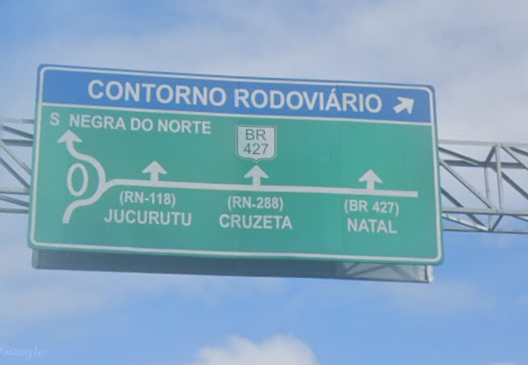 CONTORNO RODOVIÁRIO
S NEGRA DO NORTE
BR
427
(RN-118)
JUCURUTU
(RN-288)
CRUZETA
(BR 427)
NATAL
Google